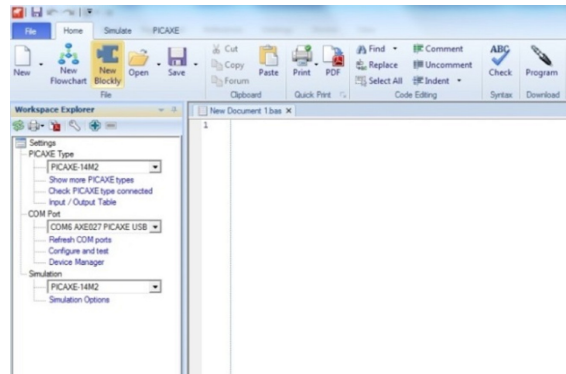 File Home Simulate PICAXE
New New Flowchart New Blockly Open Save
Cut Copy Forum Paste
Print PDF
Find Replace Select All
Comment Uncomment Indent
Check Program
File Clipboard Quick Print Code Editing Syntax Download
Workspace Explorer
New Document 1.bas
1
Settings
PICAXE Type
PICAXE-14M2
Show more PICAXE types
Check PICAXE type connected
Input / Output Table
COM Port
COM6 AXE027 PICAXE USB
Refresh COM ports
Configure and test
Device Manager
Simulation
PICAXE-14M2
Simulation Options